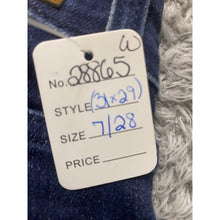 W
No. 28865
STYLE (31x29)
SIZE 7/28
PRICE